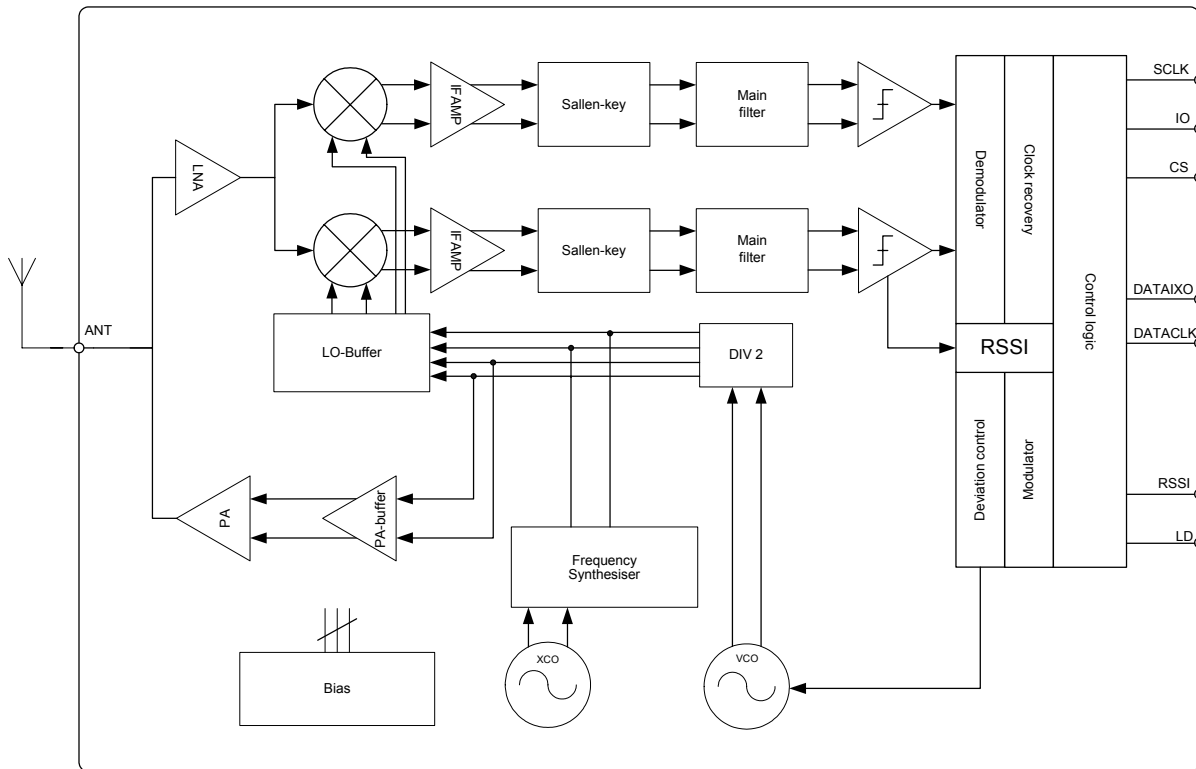 SCLK
IFAMP
Sallen-key
Main
filter
IO
LNA
Demodulator
Clock recovery
CS
IFAMP
Sallen-key
Main
filter
Control logic
DATAIXO
ANT
DATACLK
LO-Buffer
DIV 2
RSSI
Deviation control
Modulator
RSSI
PA
PA-buffer
LD
Frequency
Synthesiser
XCO
VCO
Bias